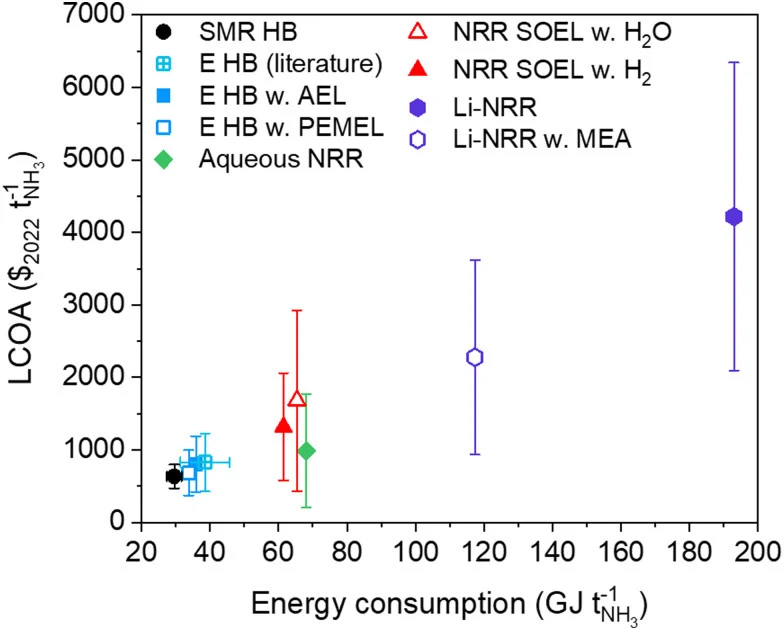 7000
6000
5000
4000
3000
2000
1000
0
LCOA ($2022 t-1NH3)
SMR HB
E HB (literature)
E HB w. AEL
E HB w. PEMEL
Aqueous NRR
NRR SOEL w. H2O
NRR SOEL w. H2
Li-NRR
Li-NRR w. MEA
20 40 60 80 100 120 140 160 180 200
Energy consumption (GJ t-1NH3)